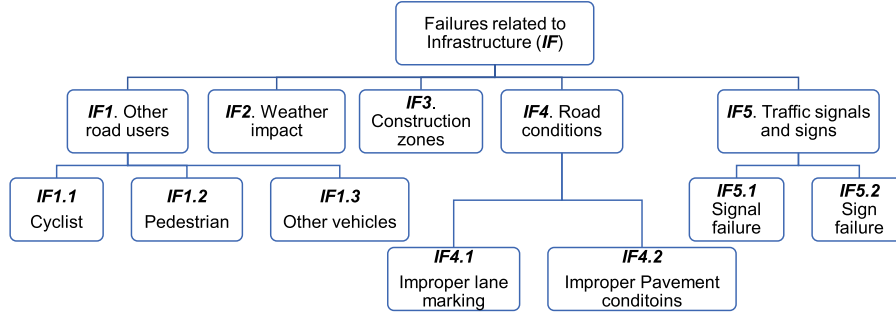 Failures related to
Infrastructure (IF)
IF1. Other
road users
IF2. Weather
impact
IF3.
Construction
zones
IF4. Road
conditions
IF5. Traffic signals
and signs
IF1.1
Cyclist
IF1.2
Pedestrian
IF1.3
Other vehicles
IF5.1
Signal
failure
IF5.2
Sign
failure
IF4.1
Improper lane
marking
IF4.2
Improper Pavement
conditoins